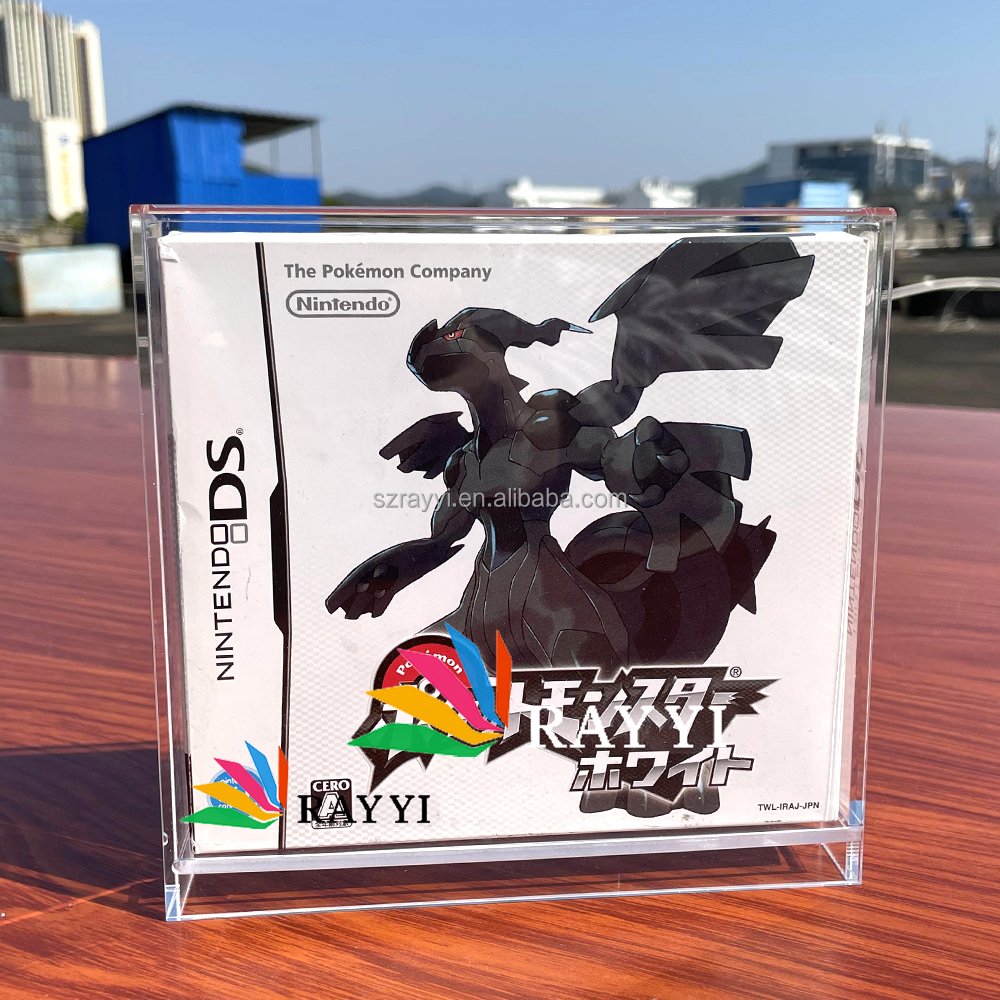 The Pokémon Company
Nintendo®
NINTENDO DS®
szrayyi.en.alibaba.com
Pokémon
モンスター®
RAYYI
ホワイト
CERO
A
RAYYI
TWL-IRAJ-JPN